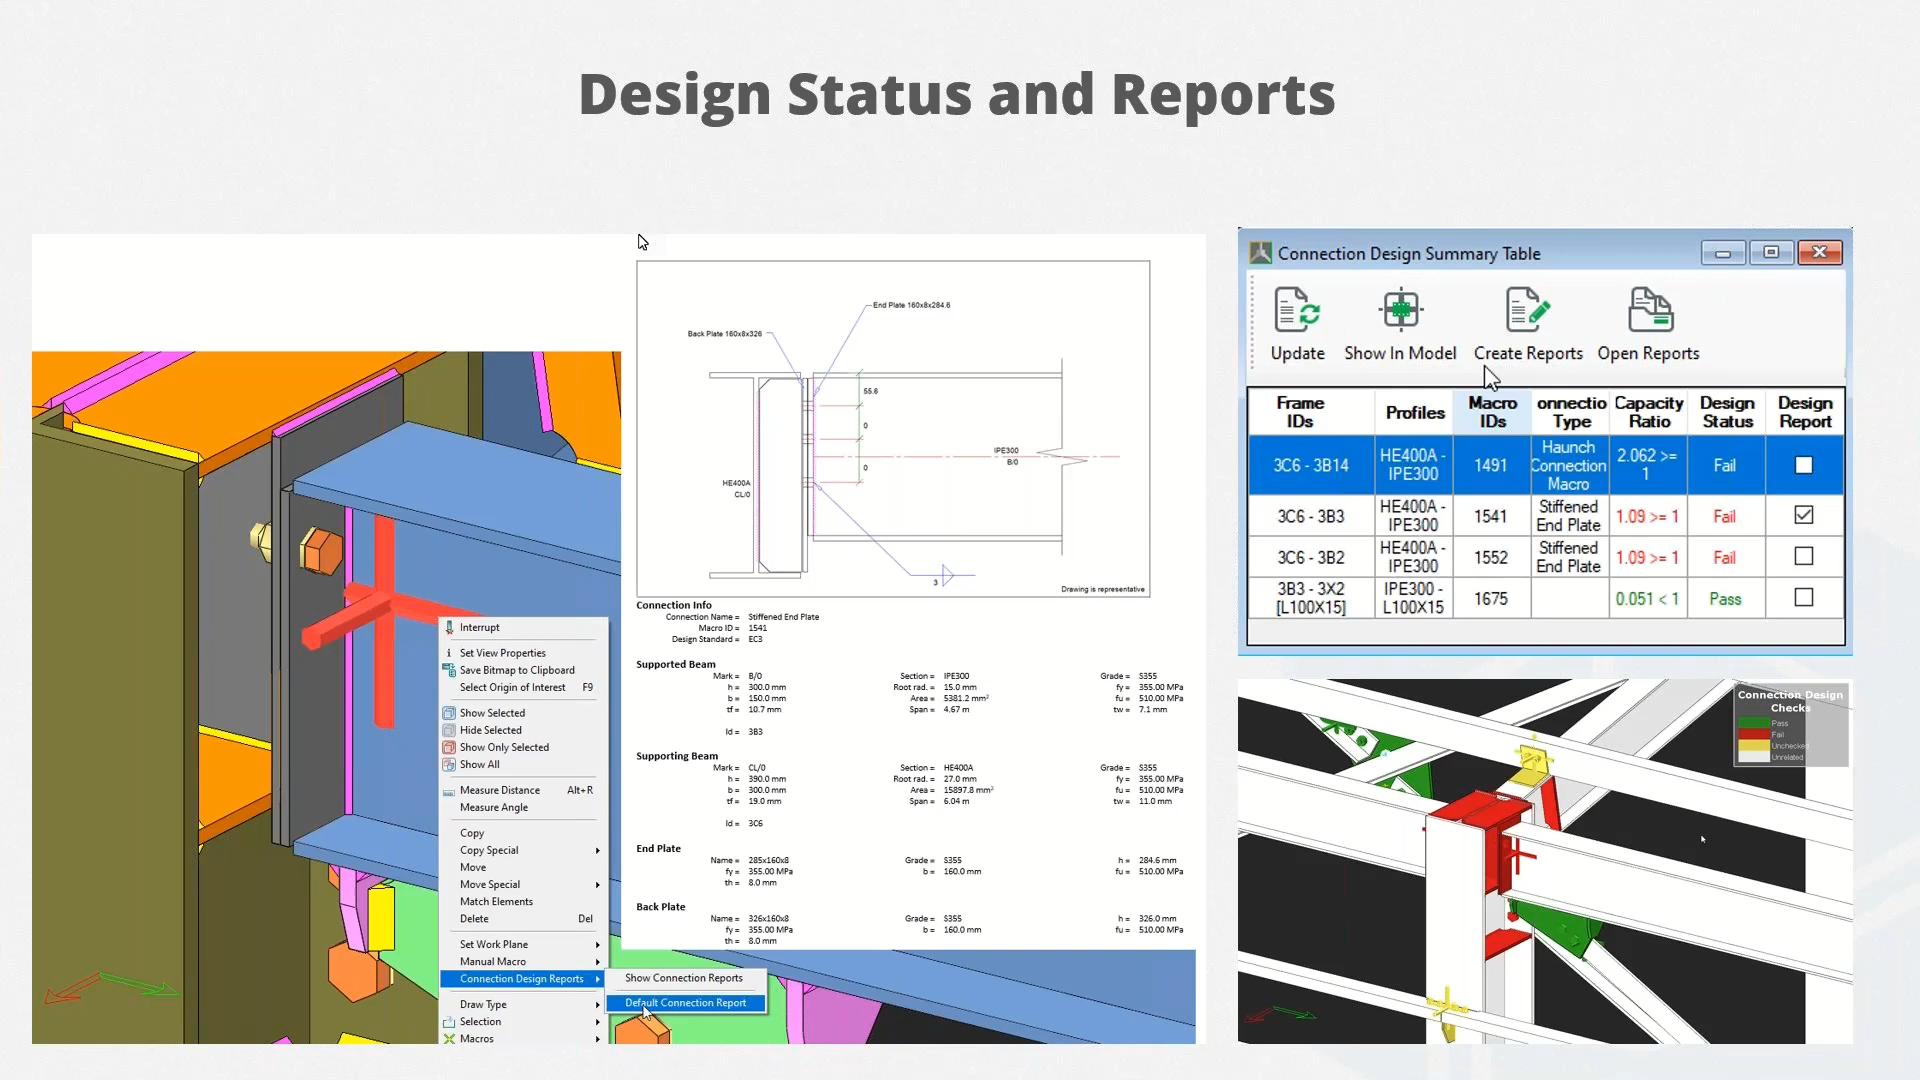 Design Status and Reports
End Plate 160x8x284.6
Back Plate 160x8x326
55.6
0
IPE300
B/0
0
HE400A
CL/0
3
Drawing is representative
Connection Info
Connection Name = Stiffened End Plate
Macro ID = 1541
Design Standard = EC3
Supported Beam
Mark = B/0 Section = IPE300 Grade = S355
h = 300.0 mm Root rad. = 15.0 mm fy = 355.00 MPa
b = 150.0 mm Area = 5381.2 mm² fu = 510.00 MPa
tf = 10.7 mm Span = 4.67 m tw = 7.1 mm
Id = 3B3
Supporting Beam
Mark = CL/0 Section = HE400A Grade = S355
h = 390.0 mm Root rad. = 27.0 mm fy = 355.00 MPa
b = 300.0 mm Area = 15897.8 mm² fu = 510.00 MPa
tf = 19.0 mm Span = 6.04 m tw = 11.0 mm
Id = 3C6
End Plate
Name = 285x160x8 Grade = S355 h = 284.6 mm
fy = 355.00 MPa b = 160.0 mm fu = 510.00 MPa
th = 8.0 mm
Back Plate
Name = 326x160x8 Grade = S355 h = 326.0 mm
fy = 355.00 MPa b = 160.0 mm fu = 510.00 MPa
th = 8.0 mm
Interrupt
Set View Properties
Save Bitmap to Clipboard
Select Origin of Interest F9
Show Selected
Hide Selected
Show Only Selected
Show All
Measure Distance Alt+R
Measure Angle
Copy
Copy Special
Move
Move Special
Match Elements
Delete Del
Set Work Plane
Manual Macro
Connection Design Reports
Draw Type
Selection
Macros
Show Connection Reports
Default Connection Report
Connection Design Summary Table
Update Show In Model Create Reports Open Reports
Frame IDs Profiles Macro IDs onnectio Type Capacity Ratio Design Status Design Report
3C6 - 3B14 HE400A - IPE300 1491 Haunch Connection Macro 2.062 >= 1 Fail
3C6 - 3B3 HE400A - IPE300 1541 Stiffened End Plate 1.09 >= 1 Fail
3C6 - 3B2 HE400A - IPE300 1552 Stiffened End Plate 1.09 >= 1 Fail
3B3 - 3X2 [L100X15] IPE300 - L100X15 1675 0.051 < 1 Pass
Connection Design
Checks
Pass
Fail
Unchecked
Unrelated